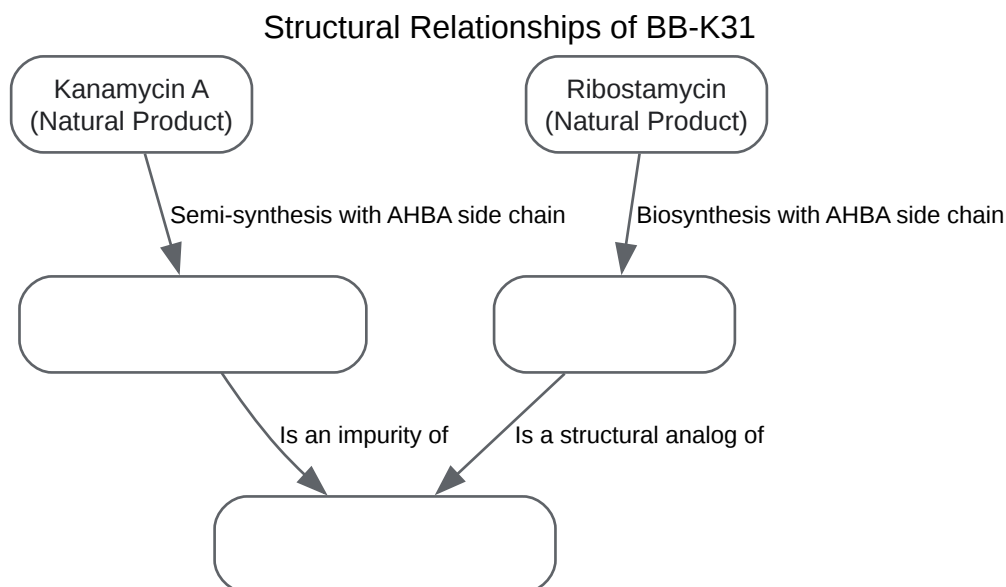 Structural Relationships of BB-K31
Kanamycin A
(Natural Product)
Ribostamycin
(Natural Product)
Semi-synthesis with AHBA side chain
Biosynthesis with AHBA side chain
Is an impurity of
Is a structural analog of